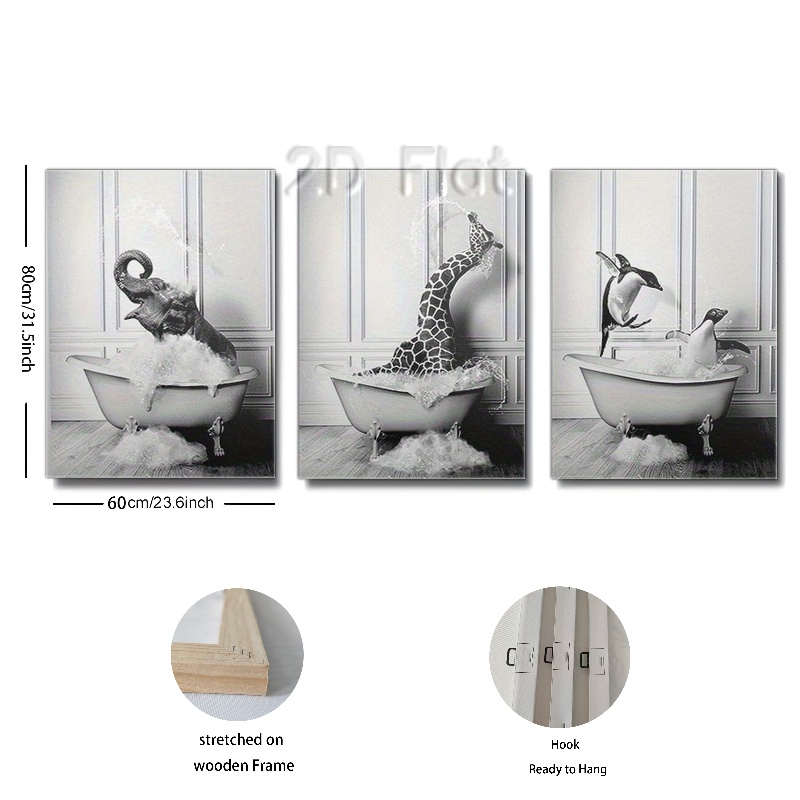 2D Flat
80cm/31.5inch
60cm/23.6inch
stretched on
wooden Frame
Hook
Ready to Hang